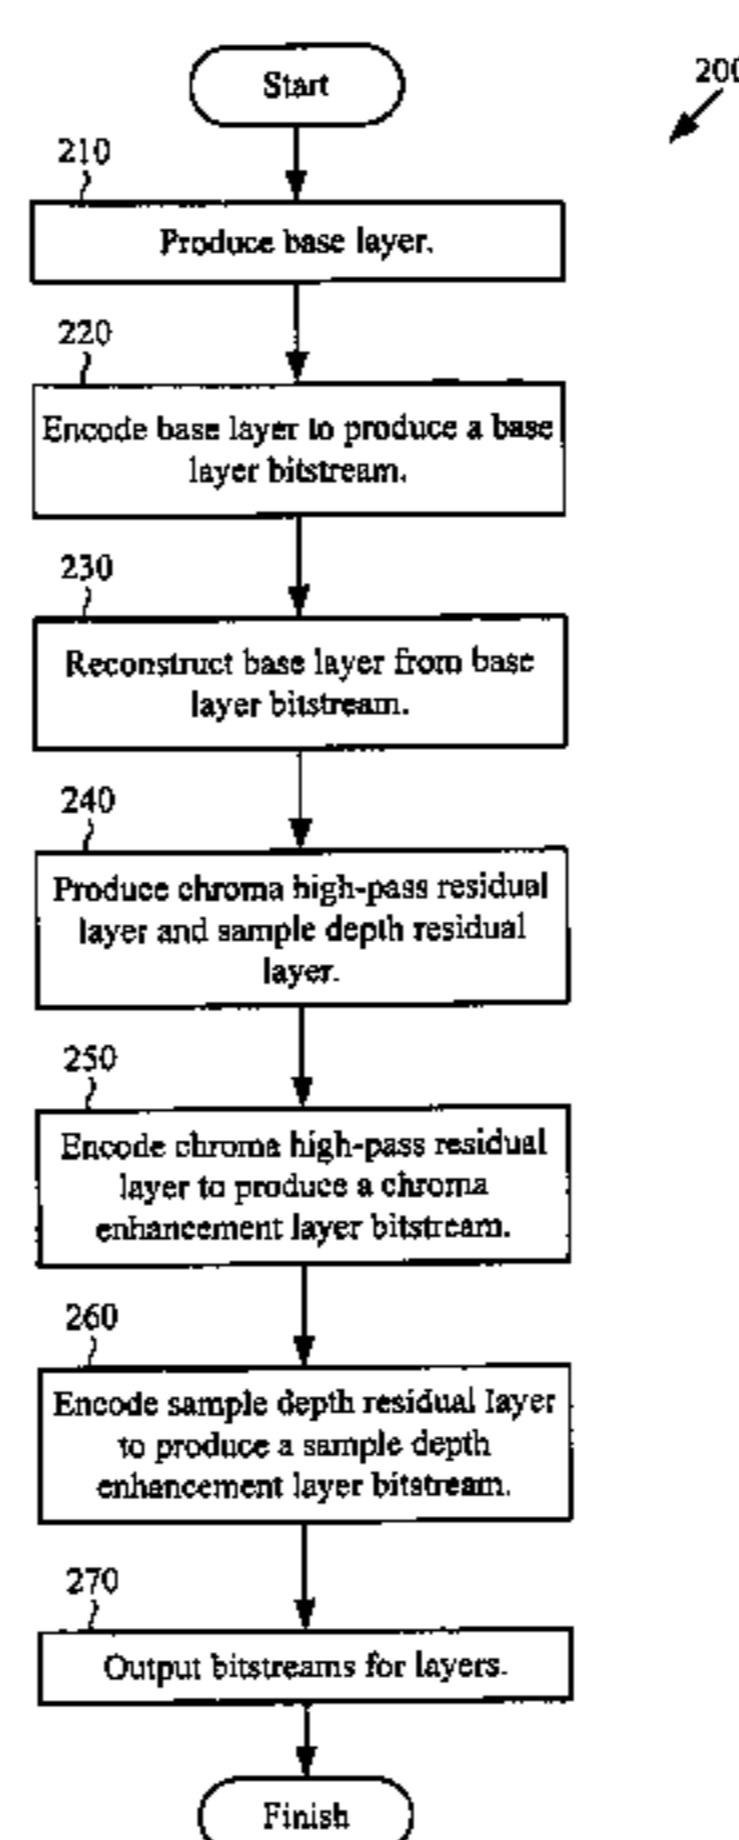 Start
200
210
Produce base layer.
220
Encode base layer to produce a base
layer bitstream.
230
Reconstruct base layer from base
layer bitstream.
240
Produce chroma high-pass residual
layer and sample depth residual
layer.
250
Encode chroma high-pass residual
layer to produce a chroma
enhancement layer bitstream.
260
Encode sample depth residual layer
to produce a sample depth
enhancement layer bitstream.
270
Output bitstreams for layers.
Finish